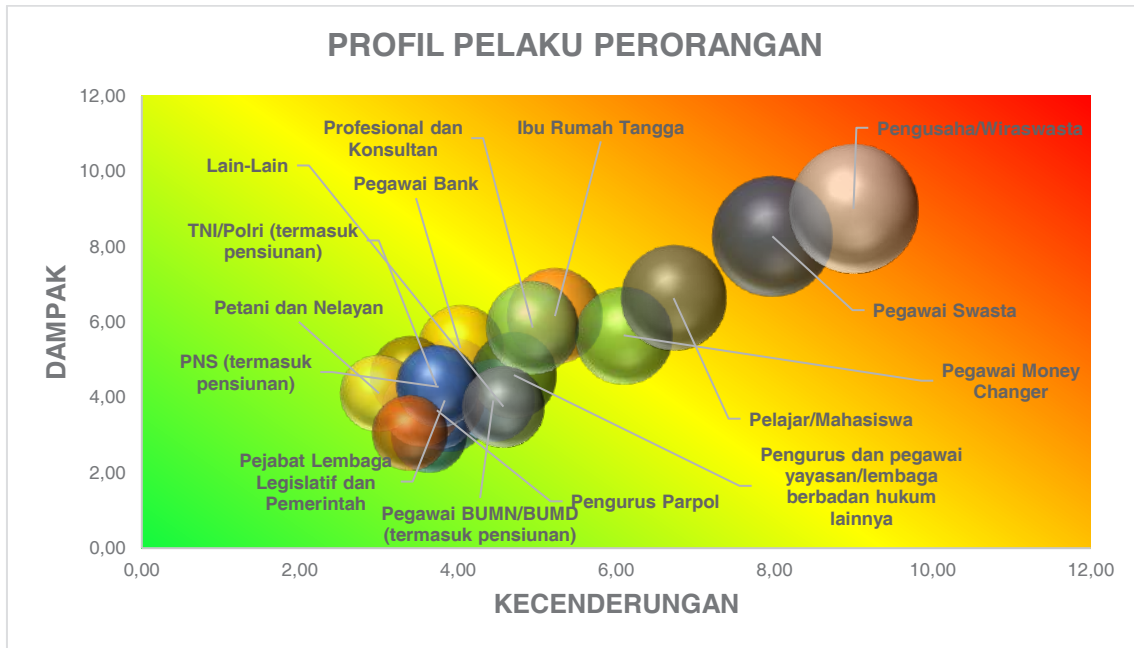 PROFIL PELAKU PERORANGAN
12,00
10,00
8,00
6,00
4,00
2,00
0,00
DAMPAK
Profesional dan
Konsultan
Ibu Rumah Tangga
Pengusaha/Wiraswasta
Lain-Lain
Pegawai Bank
TNI/Polri (termasuk
pensiunan)
Petani dan Nelayan
Pegawai Swasta
PNS (termasuk
pensiunan)
Pegawai Money
Changer
Pelajar/Mahasiswa
Pejabat Lembaga
Legislatif dan
Pemerintah
Pengurus dan pegawai
yayasan/lembaga
berbadan hukum
lainnya
Pengurus Parpol
Pegawai BUMN/BUMD
(termasuk pensiunan)
0,00
2,00
4,00
6,00
8,00
10,00
12,00
KECENDERUNGAN